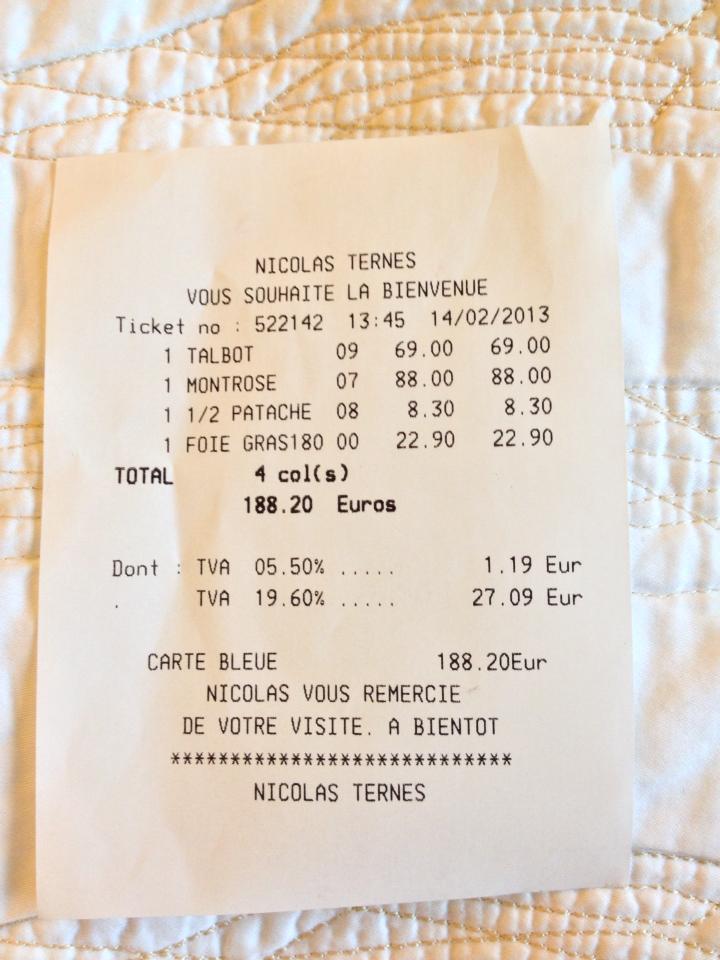 NICOLAS TERNES
VOUS SOUHAITE LA BIENVENUE
Ticket no : 522142 13:45 14/02/2013
1 TALBOT 09 69.00 69.00
1 MONTROSE 07 88.00 88.00
1 1/2 PATACHE 08 8.30 8.30
1 FOIE GRAS180 00 22.90 22.90
TOTAL 4 col(s)
188.20 Euros
Dont : TVA 05.50% ..... 1.19 Eur
. TVA 19.60% ..... 27.09 Eur
CARTE BLEUE 188.20Eur
NICOLAS VOUS REMERCIE
DE VOTRE VISITE. A BIENTOT
****************************
NICOLAS TERNES